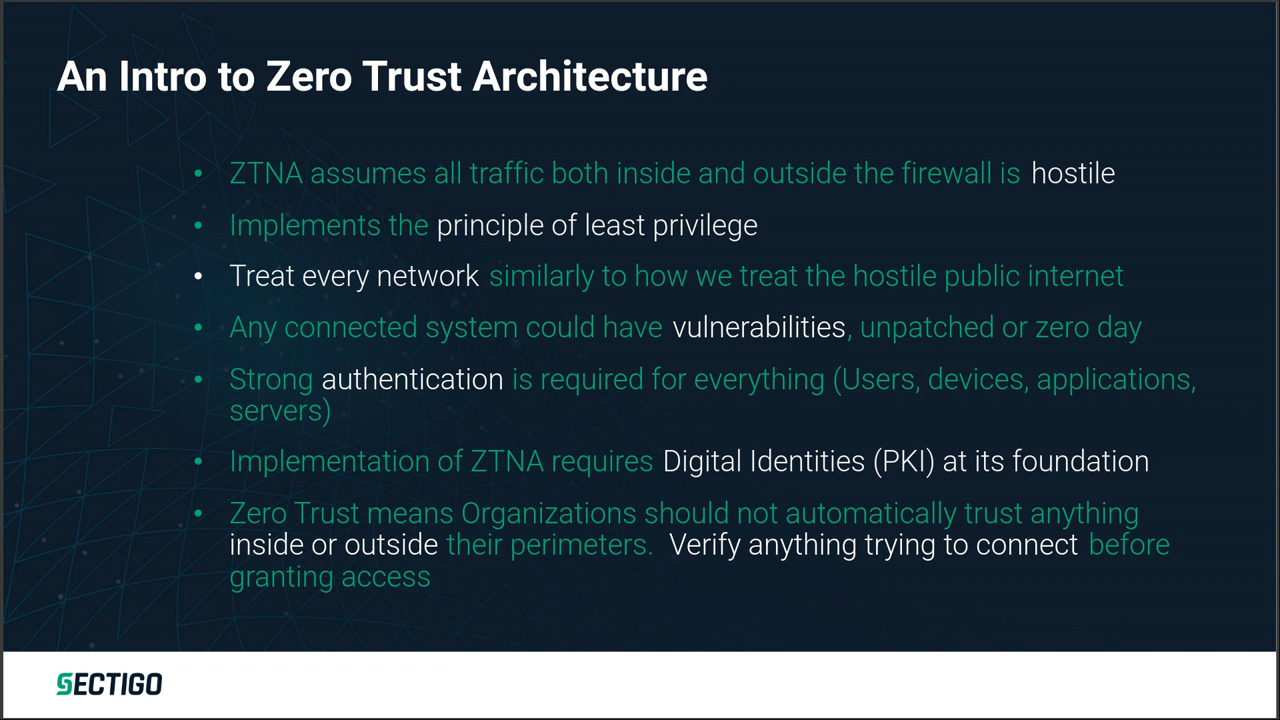 An Intro to Zero Trust Architecture
• ZTNA assumes all traffic both inside and outside the firewall is hostile
• Implements the principle of least privilege
• Treat every network similarly to how we treat the hostile public internet
• Any connected system could have vulnerabilities, unpatched or zero day
• Strong authentication is required for everything (Users, devices, applications,
servers)
• Implementation of ZTNA requires Digital Identities (PKI) at its foundation
• Zero Trust means Organizations should not automatically trust anything
inside or outside their perimeters.  Verify anything trying to connect before
granting access
SECTIGO